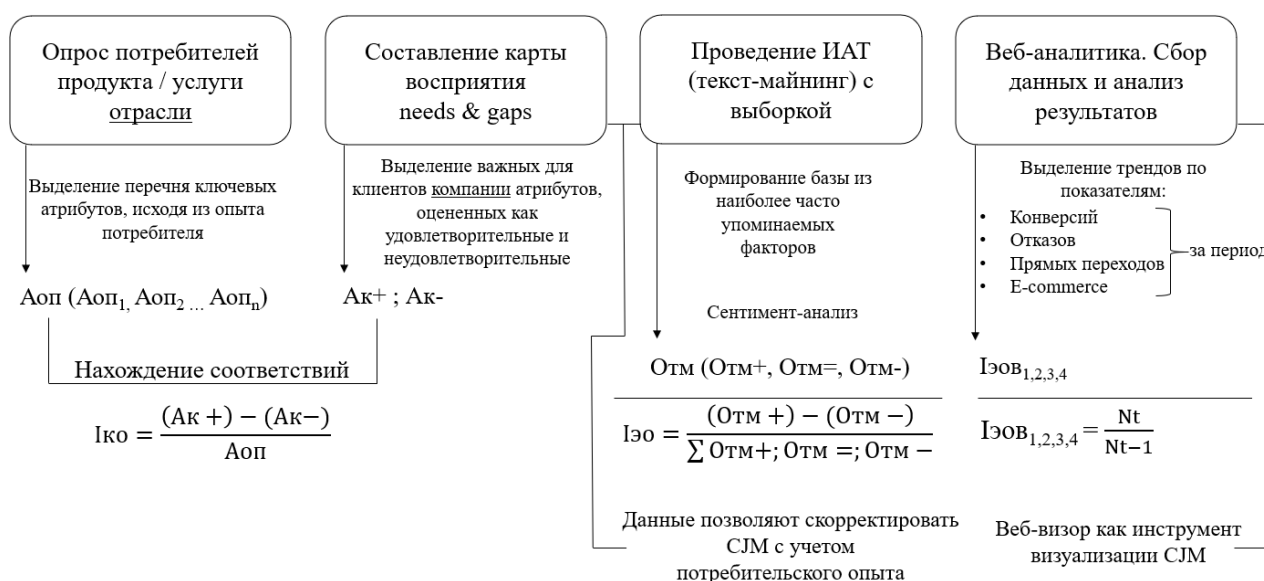 Опрос потребителей
продукта / услуги
отрасли
Выделение перечня ключевых
атрибутов, исходя из опыта
потребителя
Аоп (Аоп₁, Аоп₂ ... Аопₙ)
Составление карты
восприятия
needs & gaps
Выделение важных для
клиентов компании атрибутов,
оцененных как
удовлетворительные и
неудовлетворительные
Ак+ ; Ак-
Нахождение соответствий
Iко = ((Ак +) − (Ак−)) / Аоп
Проведение ИАТ
(текст-майнинг) с
выборкой
Формирование базы из
наиболее часто
упоминаемых
факторов
Сентимент-анализ
Отм (Отм+, Отм=, Отм-)
Iэо = ((Отм +) − (Отм −)) / (∑ Отм+; Отм =; Отм −)
Данные позволяют скорректировать
CJM с учетом
потребительского опыта
Веб-аналитика. Сбор
данных и анализ
результатов
Выделение трендов по
показателям:
• Конверсий
• Отказов
• Прямых переходов
• E-commerce
за период
Iэов₁,₂,₃,₄
Iэов₁,₂,₃,₄ = Nt / Nt−1
Веб-визор как инструмент
визуализации CJM